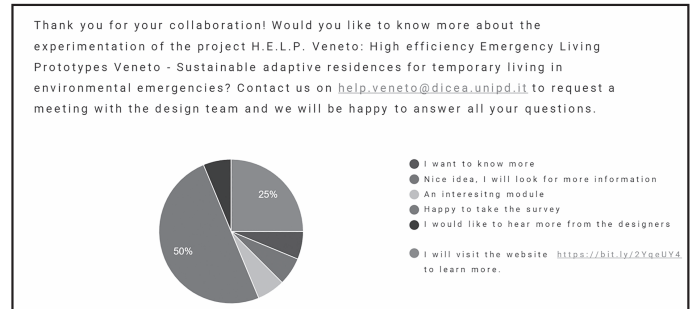 Thank you for your collaboration! Would you like to know more about the
experimentation of the project H.E.L.P. Veneto: High efficiency Emergency Living
Prototypes Veneto - Sustainable adaptive residences for temporary living in
environmental emergencies? Contact us on help.veneto@dicea.unipd.it to request a
meeting with the design team and we will be happy to answer all your questions.
25%
50%
I want to know more
Nice idea, I will look for more information
An interesitng module
Happy to take the survey
I would like to hear more from the designers
I will visit the website https://bit.ly/2YqeUY4
to learn more.